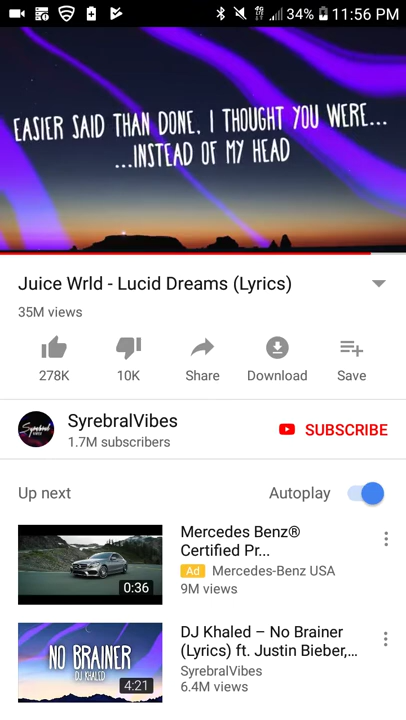 34% 11:56 PM
EASIER SAID THAN DONE, I THOUGHT YOU WERE...
...INSTEAD OF MY HEAD
Juice Wrld - Lucid Dreams (Lyrics)
35M views
278K 10K Share Download Save
SyrebralVibes
1.7M subscribers
SUBSCRIBE
Up next Autoplay
Mercedes Benz®
Certified Pr...
Ad Mercedes-Benz USA
9M views
0:36
DJ Khaled – No Brainer
(Lyrics) ft. Justin Bieber,...
SyrebralVibes
6.4M views
NO BRAINER
DJ KHALED
4:21